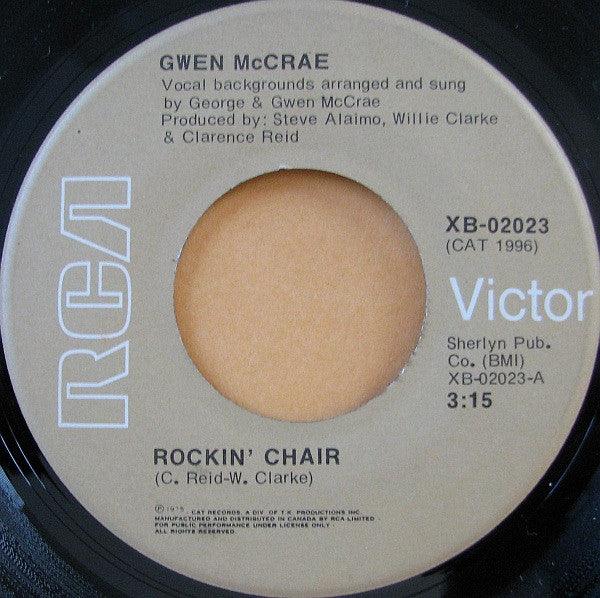 GWEN McCRAE
Vocal backgrounds arranged and sung
by George & Gwen McCrae
Produced by: Steve Alaimo, Willie Clarke
& Clarence Reid
RCA
XB-02023
(CAT 1996)
Victor
Sherlyn Pub.
Co. (BMI)
XB-02023-A
3:15
ROCKIN' CHAIR
(C. Reid-W. Clarke)
Ⓟ 1975 - CAT RECORDS, A DIV. OF T.K. PRODUCTIONS INC.
MANUFACTURED AND DISTRIBUTED IN CANADA BY RCA LIMITED
FOR PUBLIC PERFORMANCE UNDER LICENSE ONLY
ALL RIGHTS RESERVED.